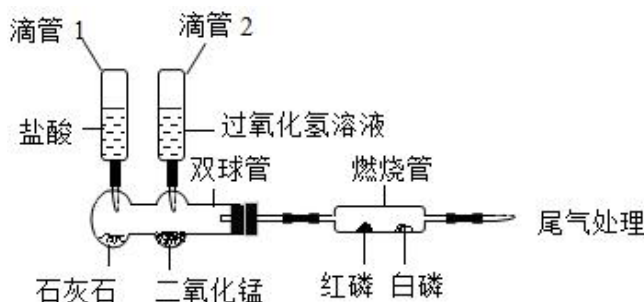 滴管 1
滴管 2
盐酸
过氧化氢溶液
双球管
燃烧管
尾气处理
石灰石
二氧化锰
红磷
白磷